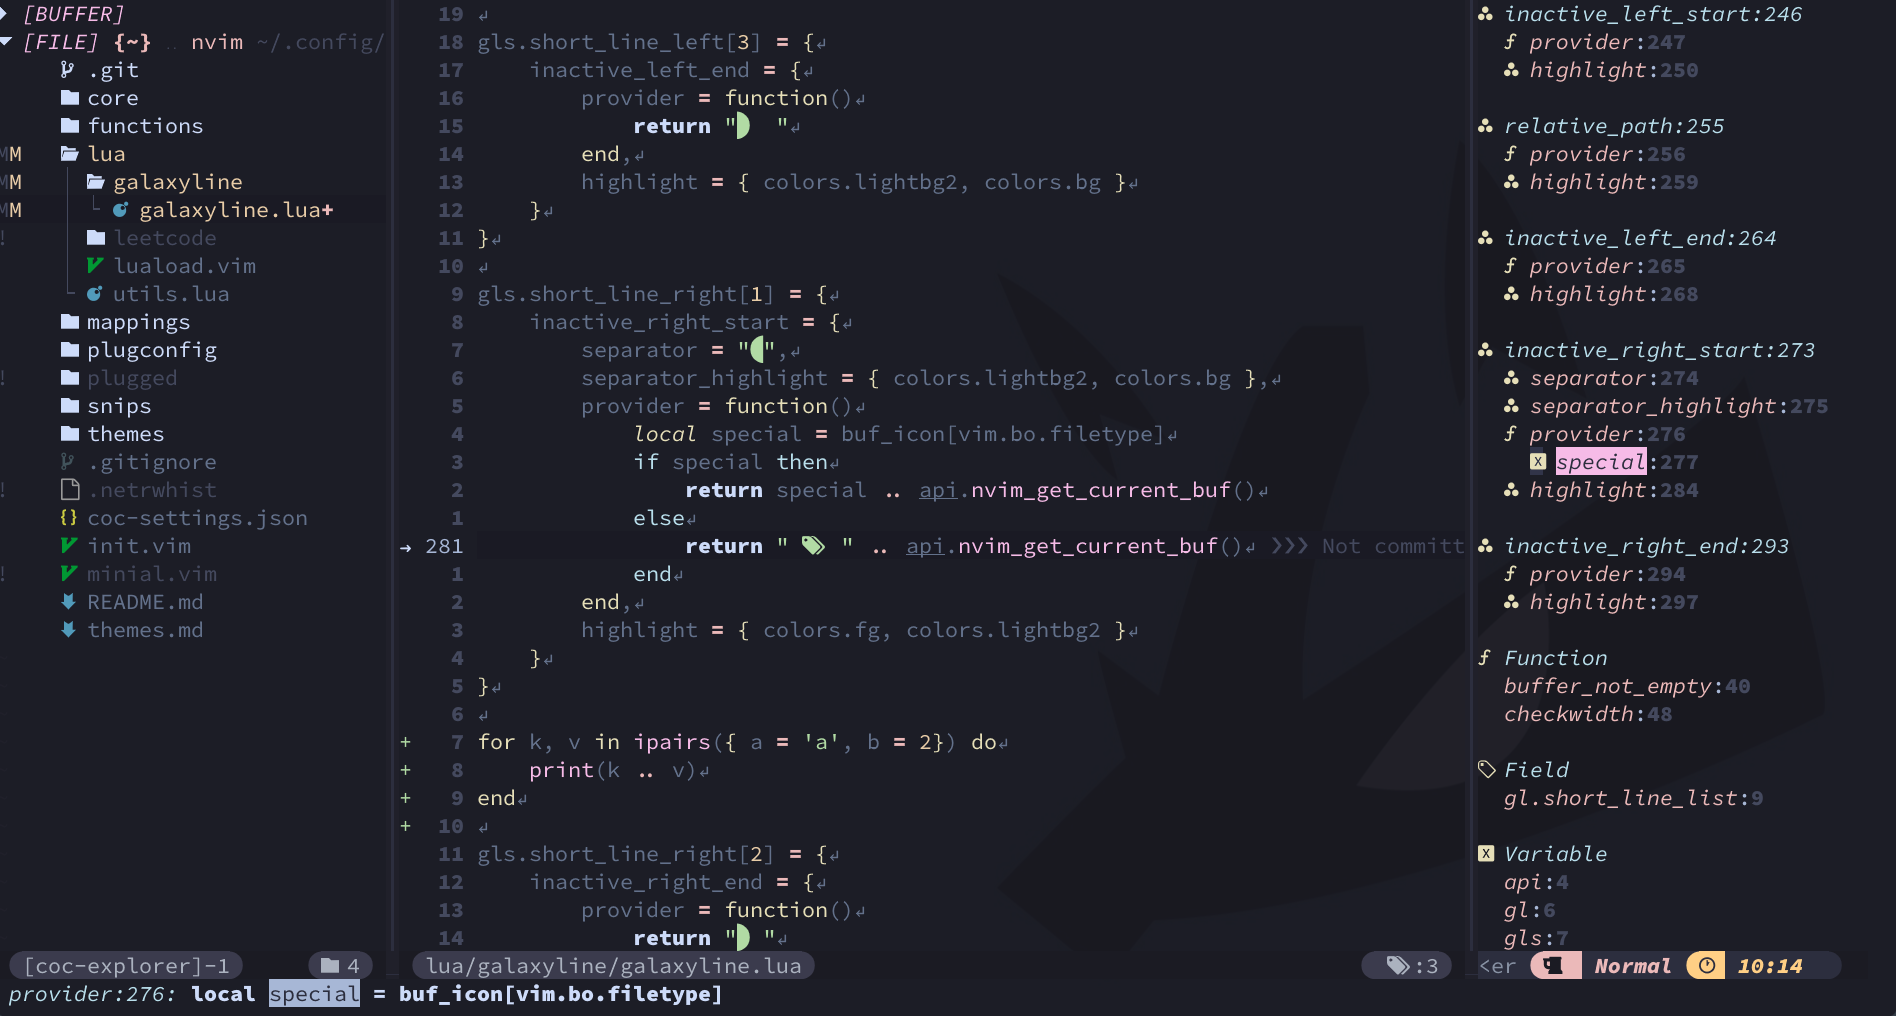 [BUFFER]
[FILE] {~} .. nvim ~/.config/
.git
core
functions
MM lua
MM galaxyline
MM galaxyline.lua+
! leetcode
luaload.vim
utils.lua
mappings
plugconfig
! plugged
snips
themes
.gitignore
! .netrwhist
{} coc-settings.json
init.vim
! minial.vim
README.md
themes.md
[coc-explorer]-1 4
19 ↲
18 gls.short_line_left[3] = {↲
17 inactive_left_end = {↲
16 provider = function()↲
15 return " "↲
14 end,↲
13 highlight = { colors.lightbg2, colors.bg }↲
12 }↲
11 }↲
10 ↲
9 gls.short_line_right[1] = {↲
8 inactive_right_start = {↲
7 separator = "",↲
6 separator_highlight = { colors.lightbg2, colors.bg },↲
5 provider = function()↲
4 local special = buf_icon[vim.bo.filetype]↲
3 if special then↲
2 return special .. api.nvim_get_current_buf()↲
1 else↲
→ 281 return " " .. api.nvim_get_current_buf()↲ ❯❯❯ Not committ
1 end↲
2 end,↲
3 highlight = { colors.fg, colors.lightbg2 }↲
4 }↲
5 }↲
6 ↲
+ 7 for k, v in ipairs({ a = 'a', b = 2}) do↲
+ 8 print(k .. v)↲
+ 9 end↲
+ 10 ↲
11 gls.short_line_right[2] = {↲
12 inactive_right_end = {↲
13 provider = function()↲
14 return " "↲
lua/galaxyline/galaxyline.lua :3
inactive_left_start:246
f provider:247
highlight:250
relative_path:255
f provider:256
highlight:259
inactive_left_end:264
f provider:265
highlight:268
inactive_right_start:273
separator:274
separator_highlight:275
f provider:276
x special:277
highlight:284
inactive_right_end:293
f provider:294
highlight:297
f Function
buffer_not_empty:40
checkwidth:48
Field
gl.short_line_list:9
x Variable
api:4
gl:6
gls:7
<er Normal 10:14
provider:276: local special = buf_icon[vim.bo.filetype]